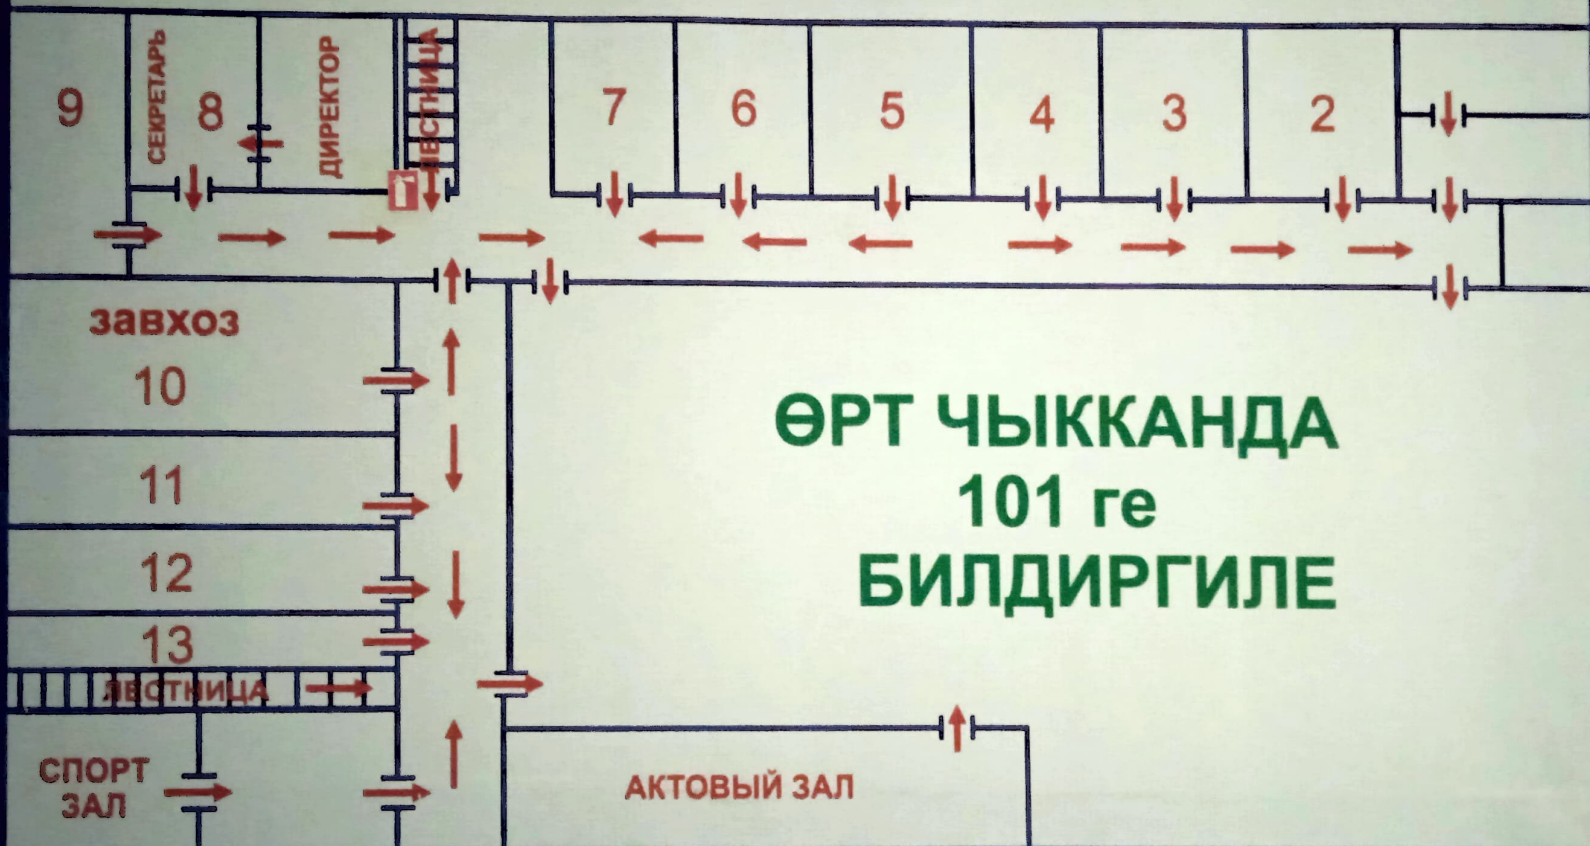 9
СЕКРЕТАРЬ
8
ДИРЕКТОР
ЛЕСТНИЦА
7
6
5
4
3
2
завхоз
10
11
12
13
ЛЕСТНИЦА
СПОРТ
ЗАЛ
АКТОВЫЙ ЗАЛ
ӨРТ ЧЫККАНДА
101 ге
БИЛДИРГИЛЕ